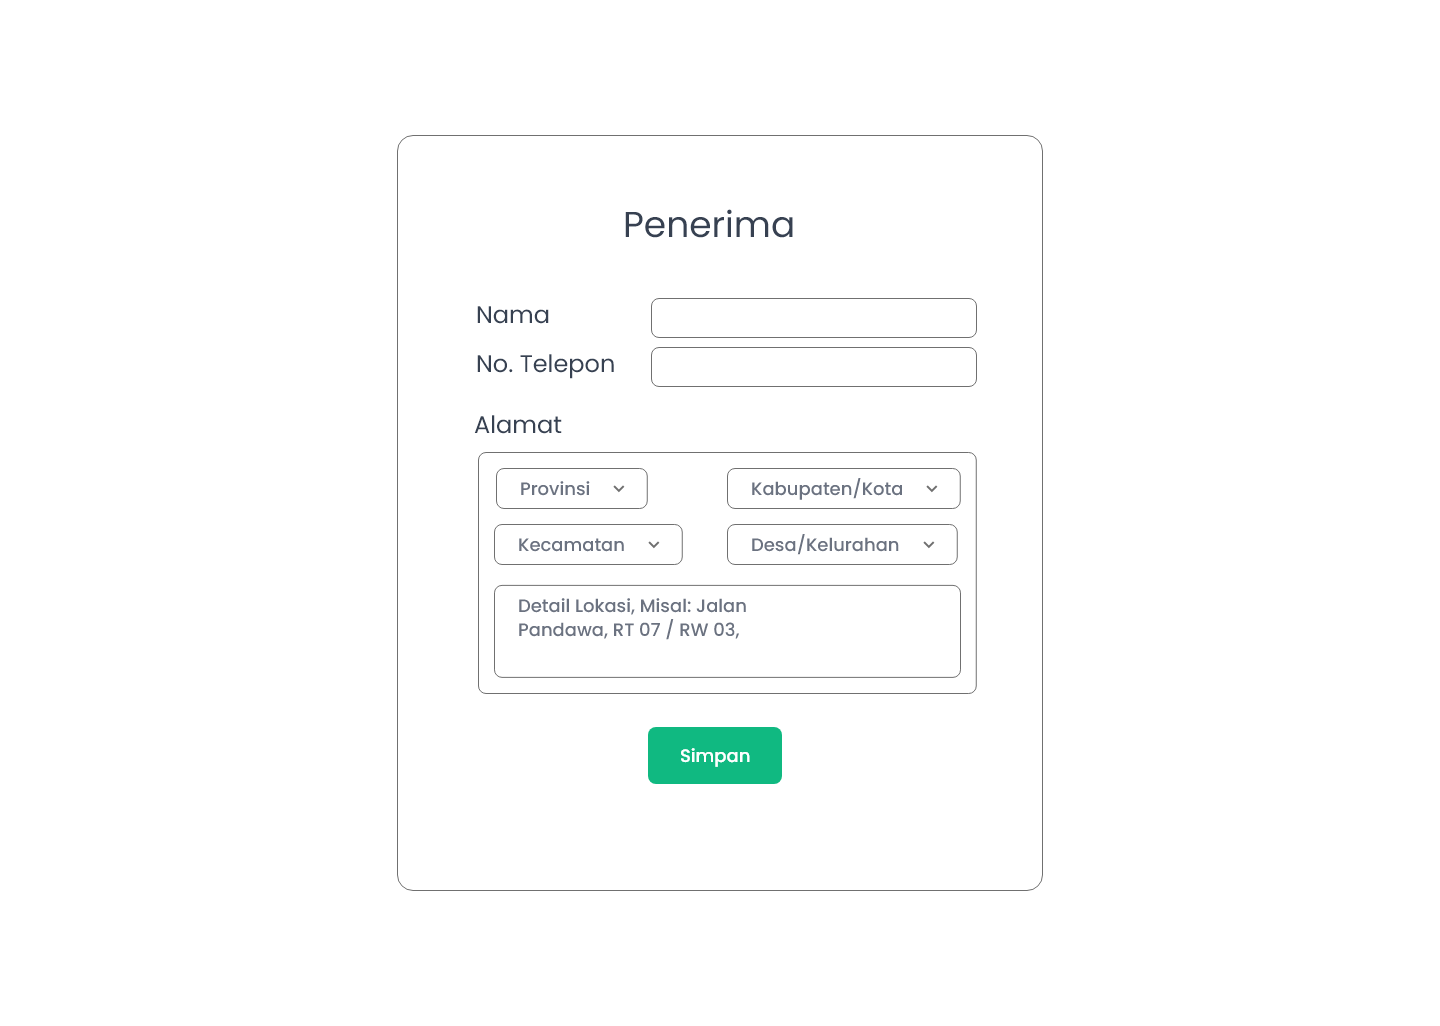 Penerima
Nama
No. Telepon
Alamat
Provinsi
Kabupaten/Kota
Kecamatan
Desa/Kelurahan
Detail Lokasi, Misal: Jalan
Pandawa, RT 07 / RW 03,
Simpan